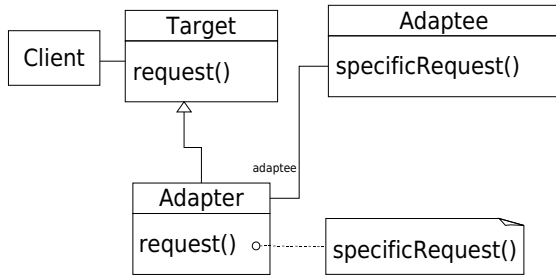 Client
Target
request()
Adaptee
specificRequest()
adaptee
Adapter
request()
specificRequest()